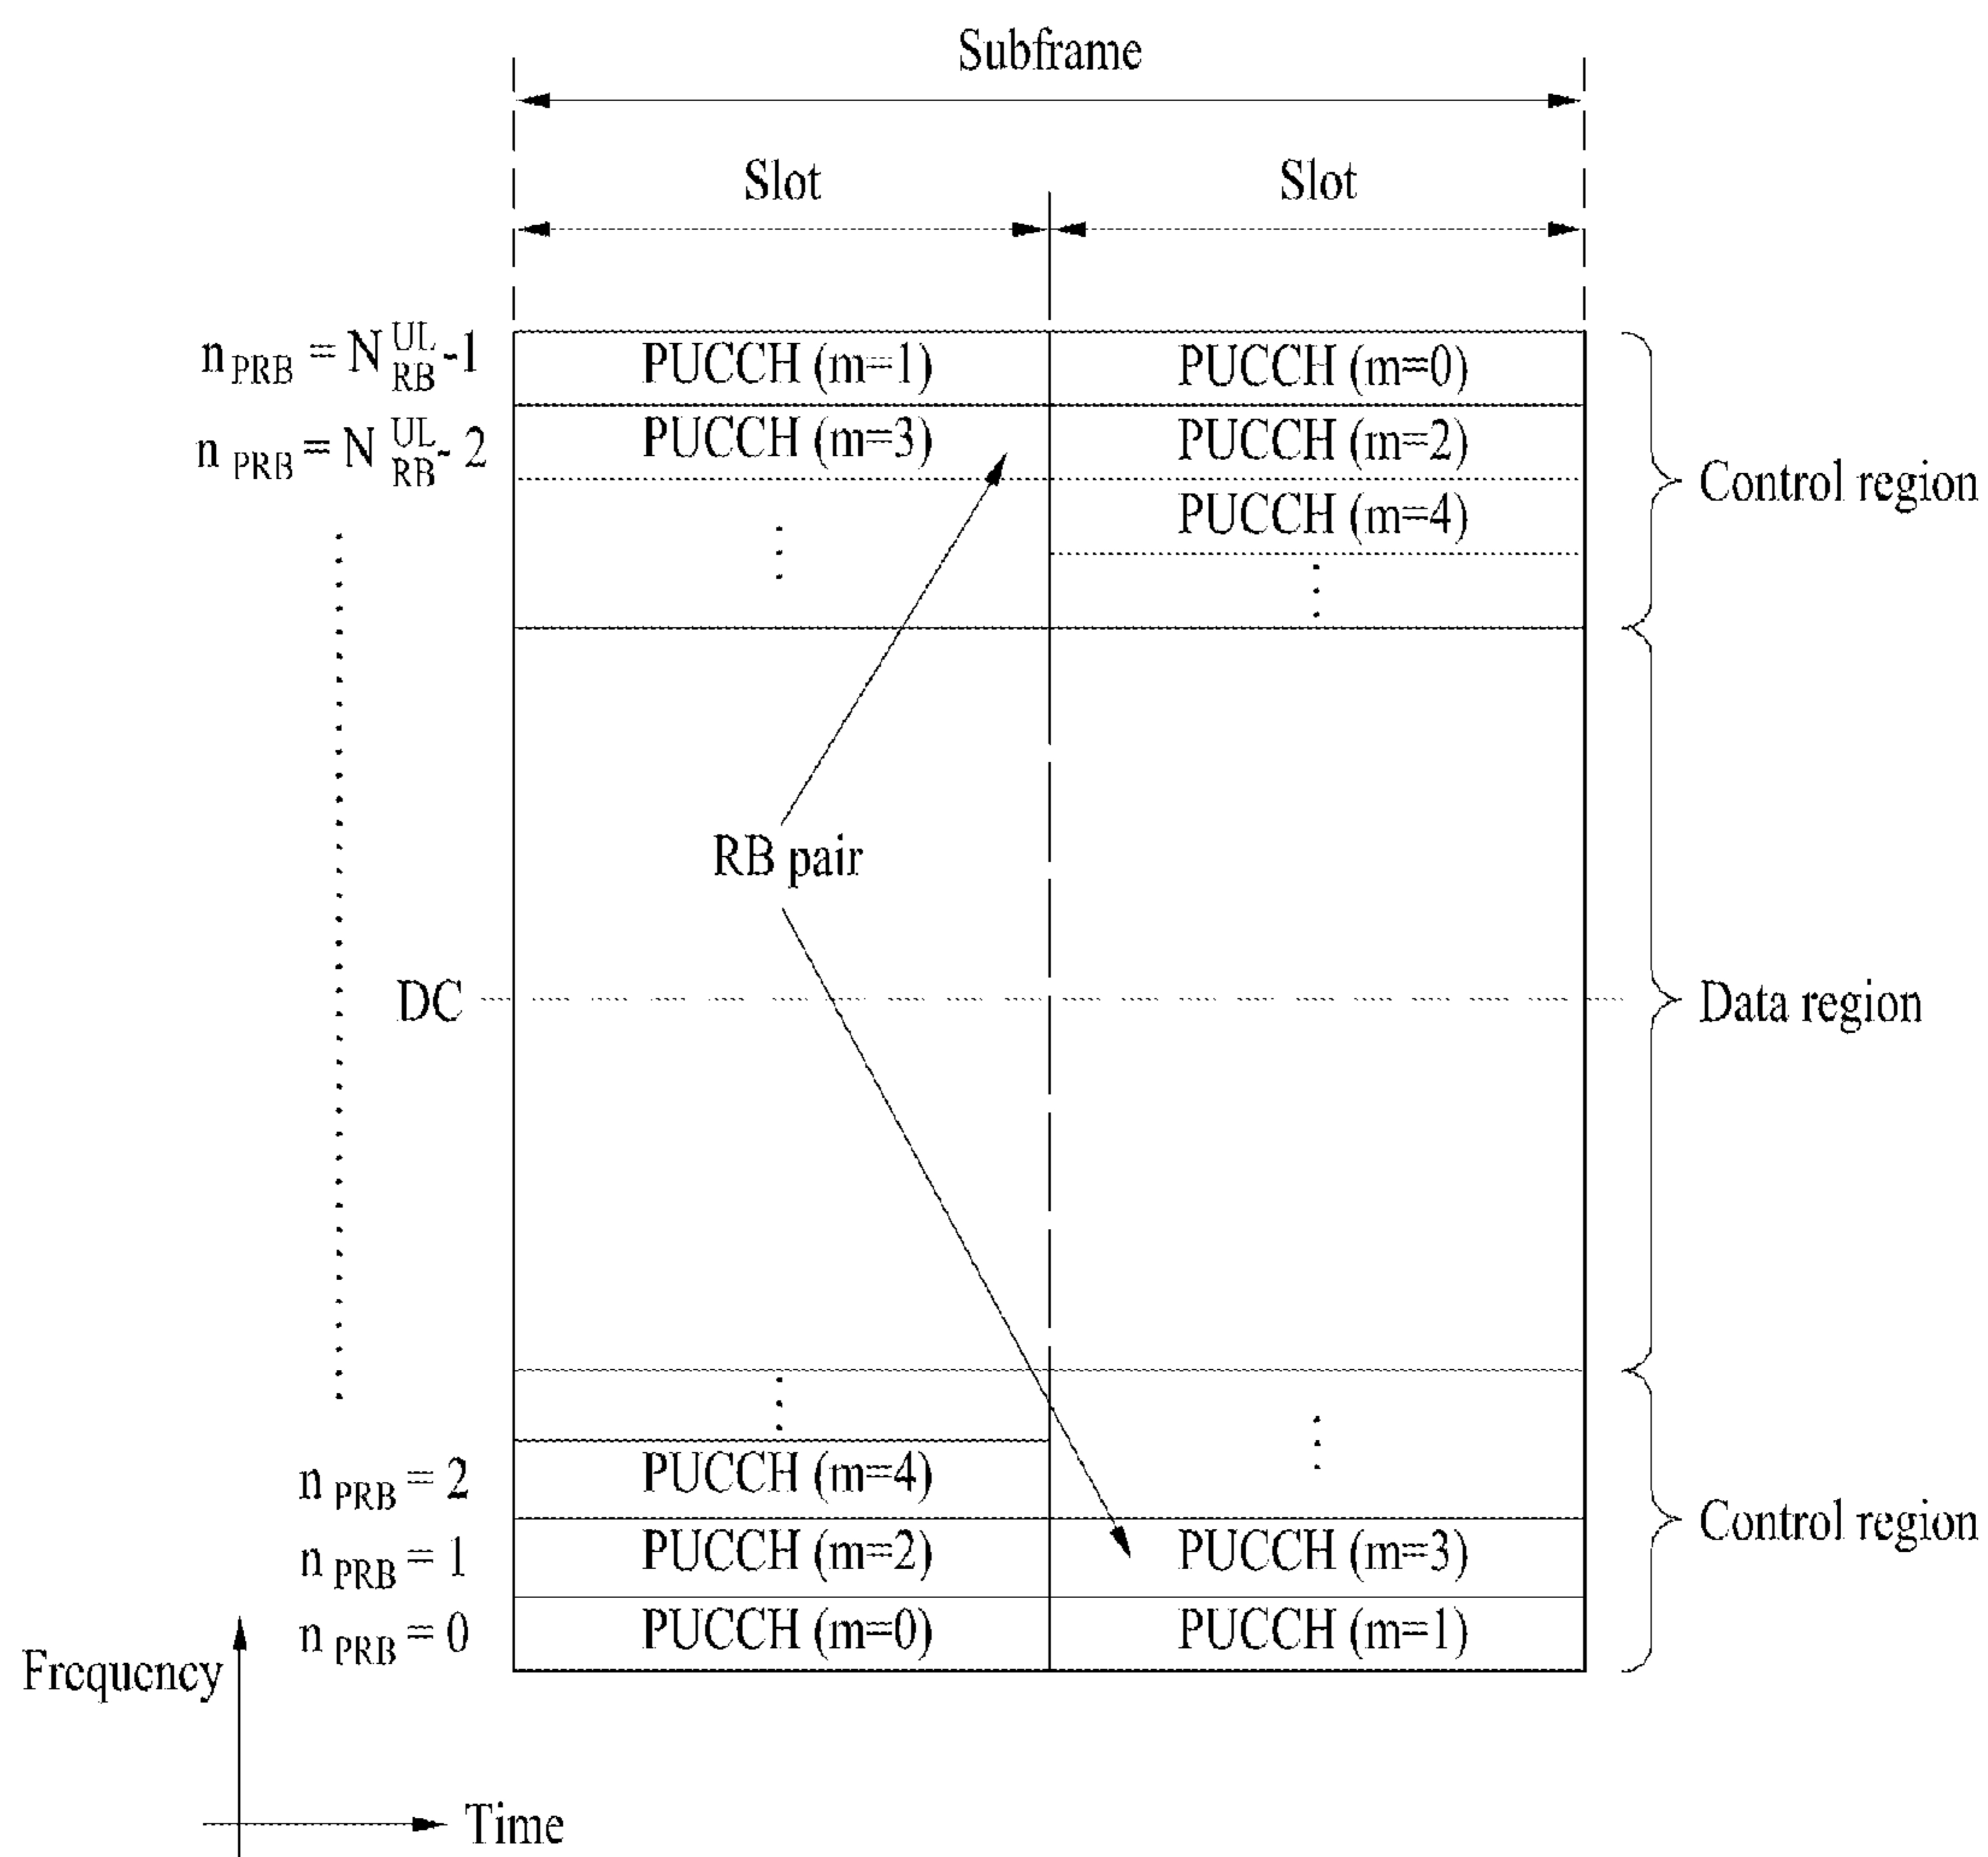 Subframe
Slot Slot
n PRB = N UL RB -1 PUCCH (m=1) PUCCH (m=0)
n PRB = N UL RB - 2 PUCCH (m=3) PUCCH (m=2)
Control region
PUCCH (m=4)
RB pair
DC Data region
n PRB = 2 PUCCH (m=4)
Control region
n PRB = 1 PUCCH (m=2) PUCCH (m=3)
n PRB = 0 PUCCH (m=0) PUCCH (m=1)
Frequency
Time